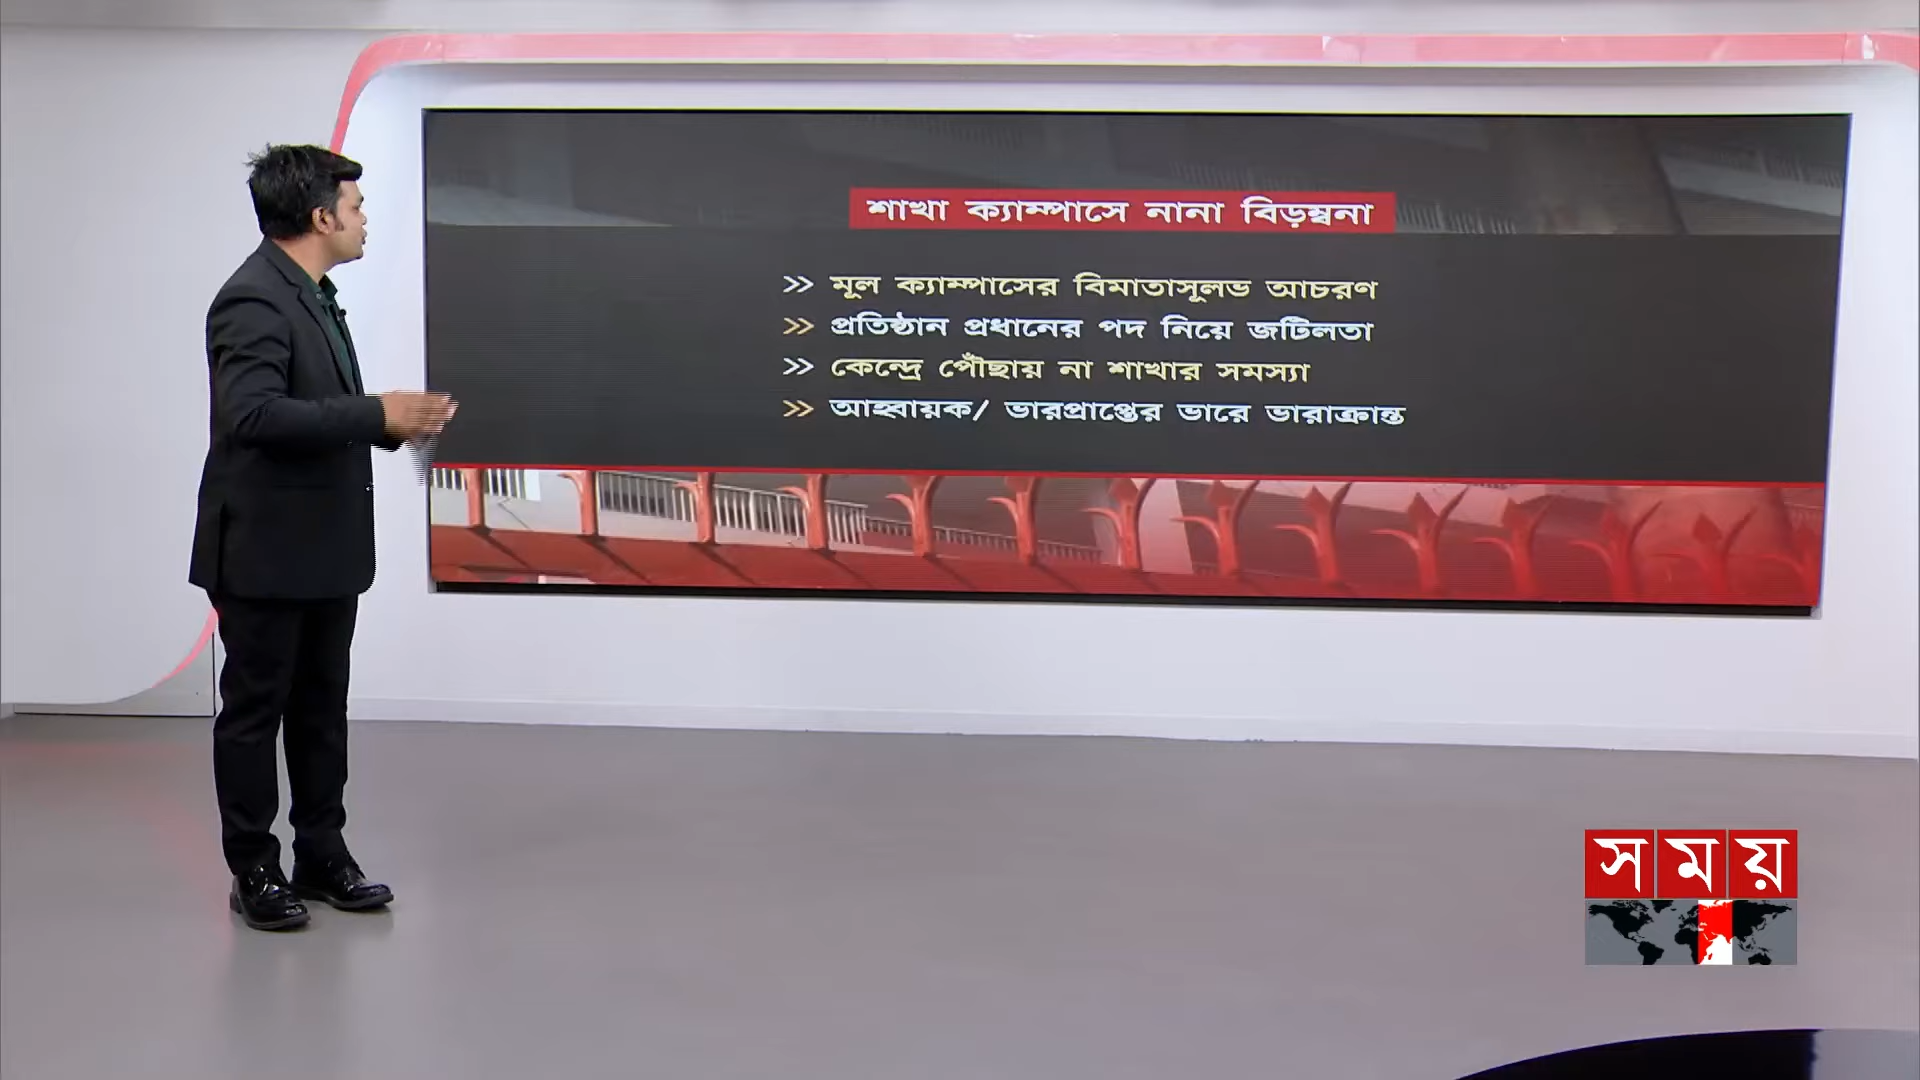 শাখা ক্যাম্পাসে নানা বিড়ম্বনা
>> মূল ক্যাম্পাসের বিমাতাসূলভ আচরণ
>> প্রতিষ্ঠান প্রধানের পদ নিয়ে জটিলতা
>> কেন্দ্রে পৌঁছায় না শাখার সমস্যা
>> আহ্বায়ক/ ভারপ্রাপ্তের ভারে ভারাক্রান্ত
সময়